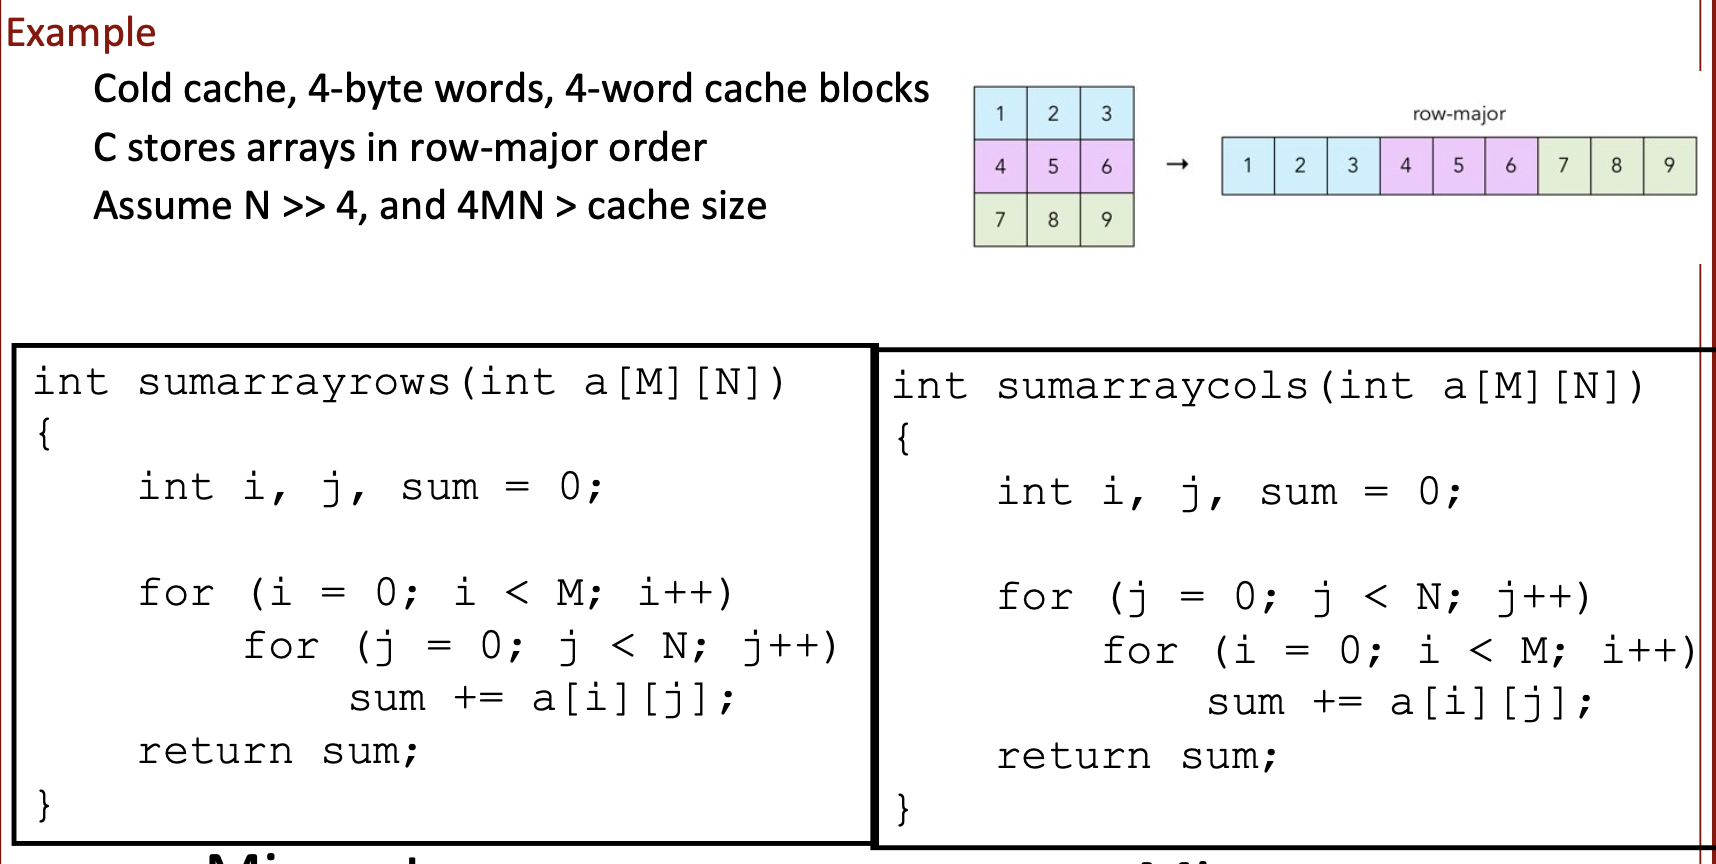 Example
Cold cache, 4-byte words, 4-word cache blocks
C stores arrays in row-major order
Assume N >> 4, and 4MN > cache size
1 2 3
4 5 6
7 8 9
→
row-major
1 2 3 4 5 6 7 8 9
int sumarrayrows(int a[M][N])
{
int i, j, sum = 0;
for (i = 0; i < M; i++)
for (j = 0; j < N; j++)
sum += a[i][j];
return sum;
}
int sumarraycols(int a[M][N])
{
int i, j, sum = 0;
for (j = 0; j < N; j++)
for (i = 0; i < M; i++)
sum += a[i][j];
return sum;
}